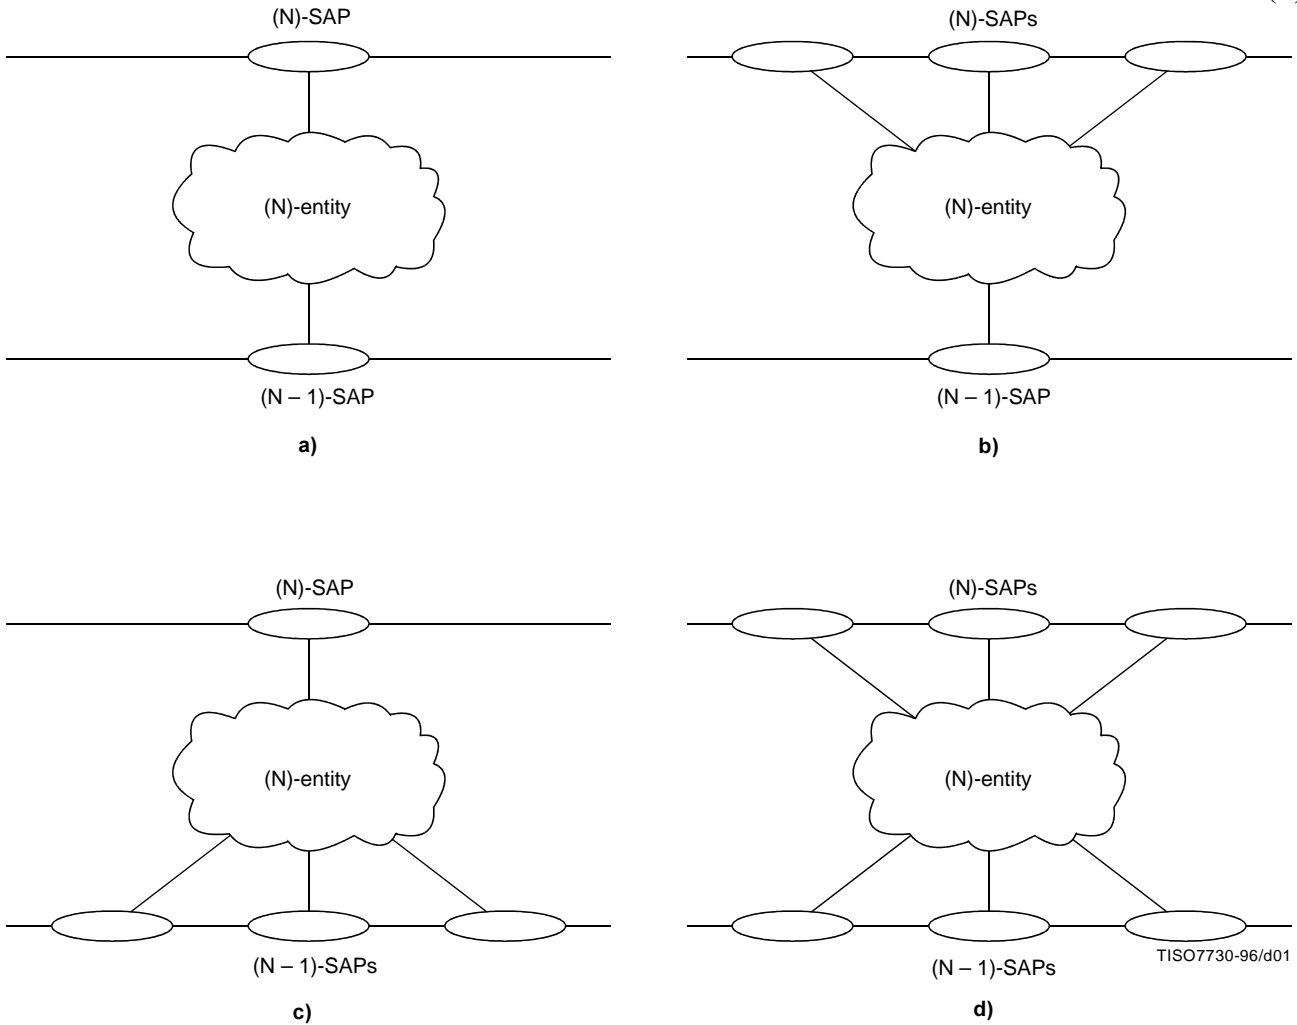 (N)-SAP
(N)-entity
(N – 1)-SAP
a)
(N)-SAPs
(N)-entity
(N – 1)-SAP
b)
(N)-SAP
(N)-entity
(N – 1)-SAPs
c)
(N)-SAPs
(N)-entity
TISO7730-96/d01
(N – 1)-SAPs
d)